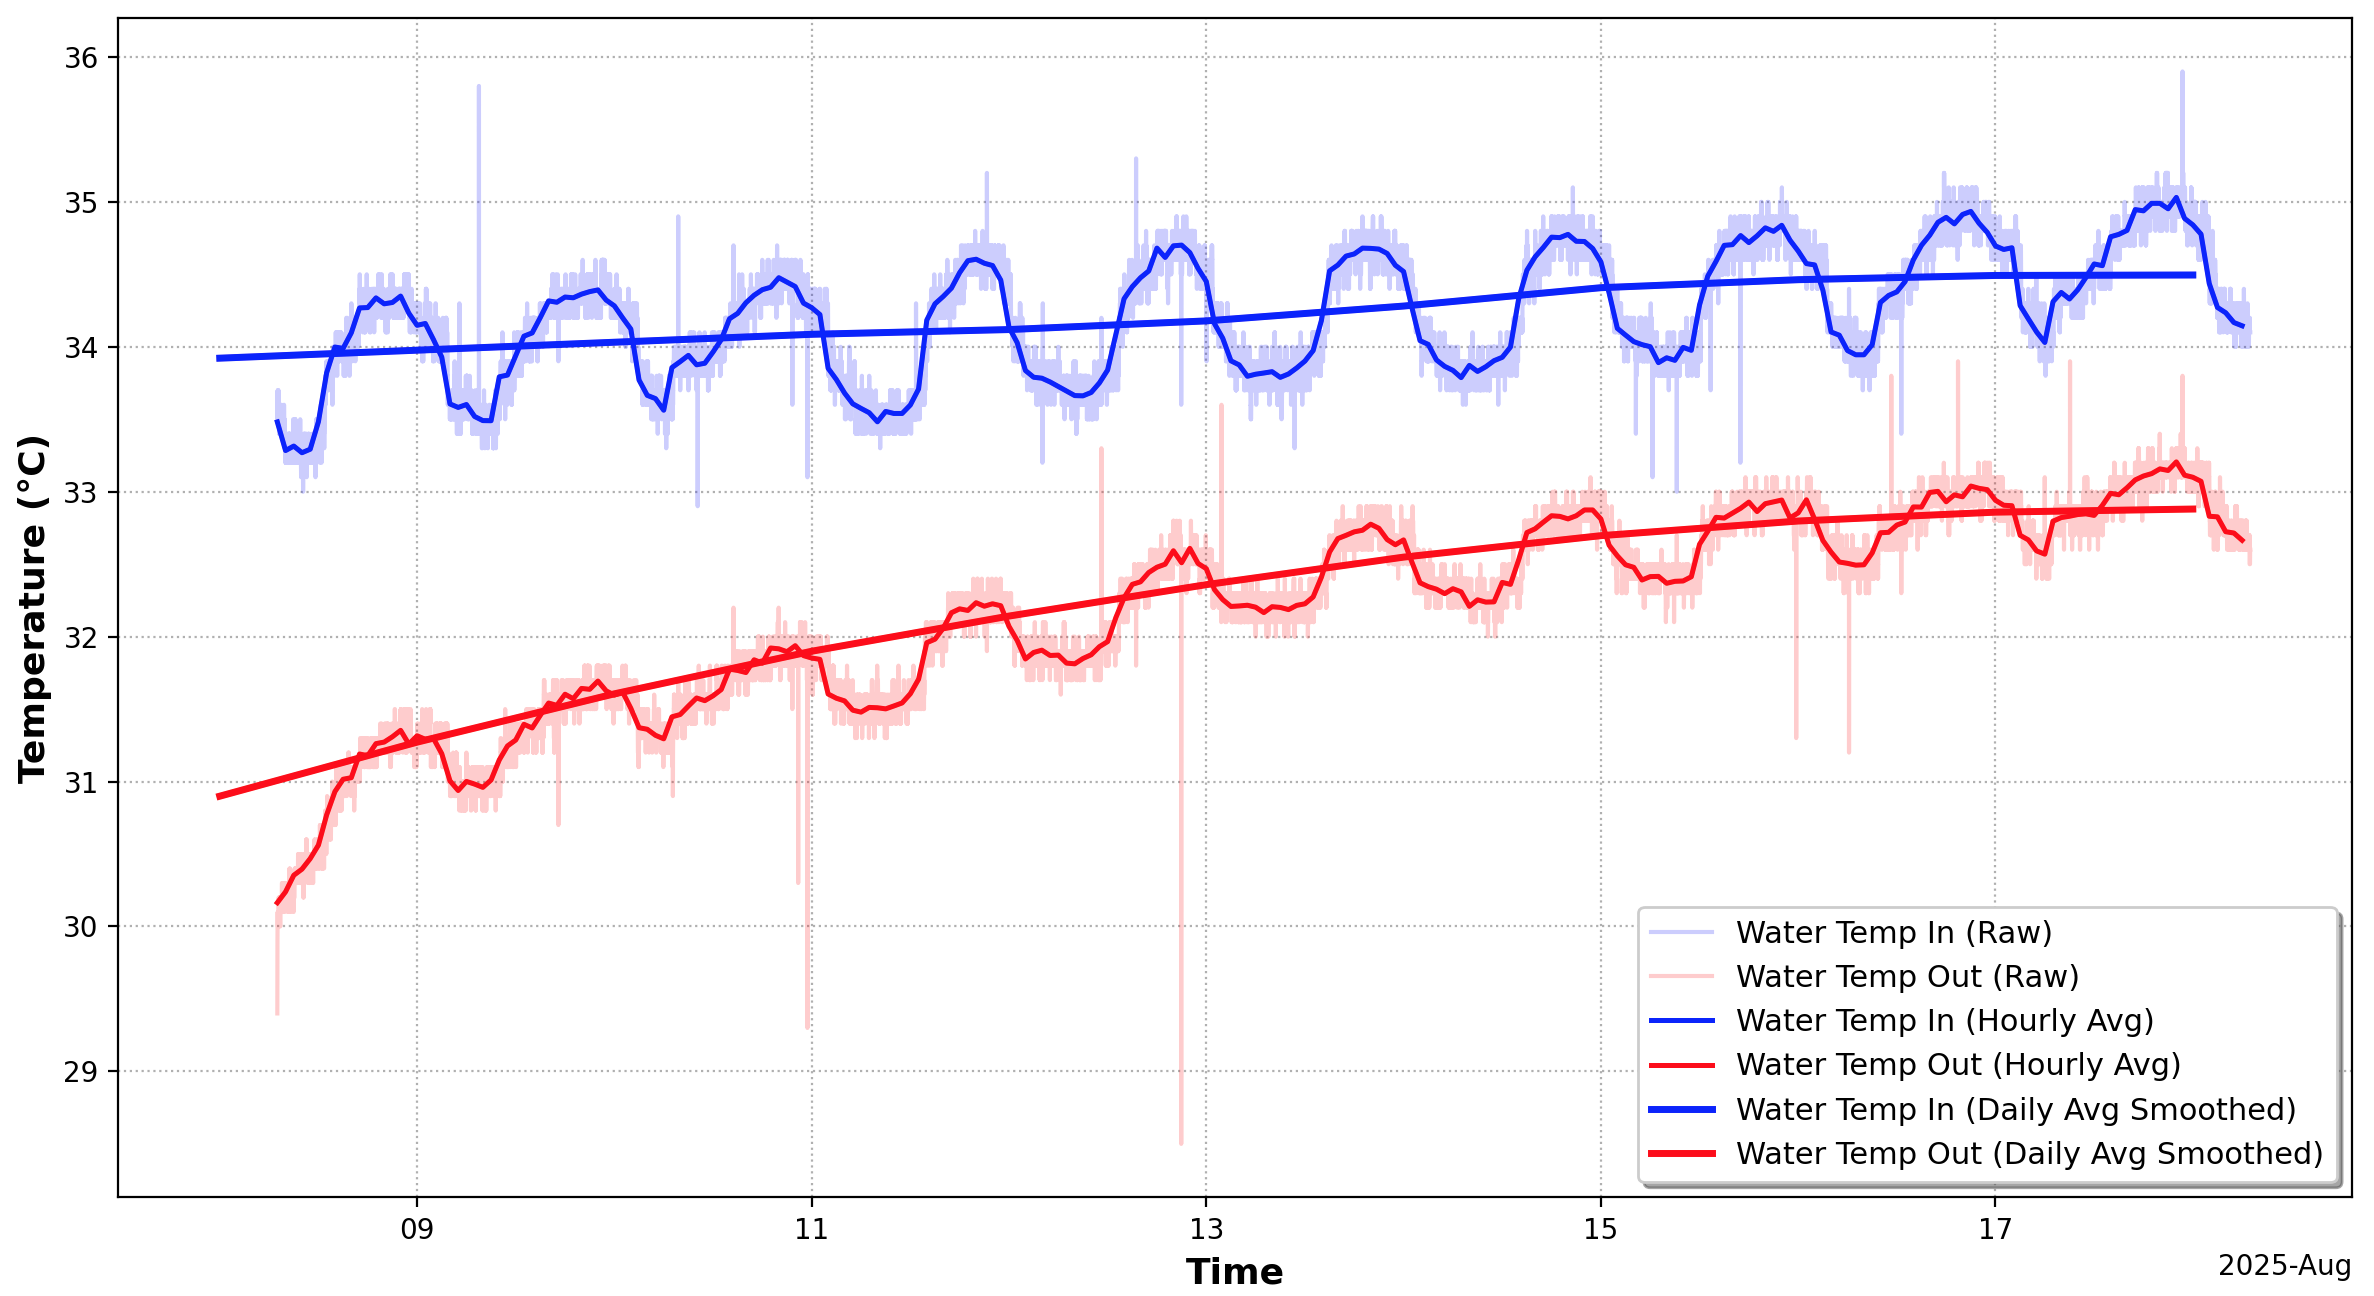 36
35
34
33
32
31
30
29
Temperature (°C)
09
11
13
15
17
Time
2025-Aug
Water Temp In (Raw)
Water Temp Out (Raw)
Water Temp In (Hourly Avg)
Water Temp Out (Hourly Avg)
Water Temp In (Daily Avg Smoothed)
Water Temp Out (Daily Avg Smoothed)